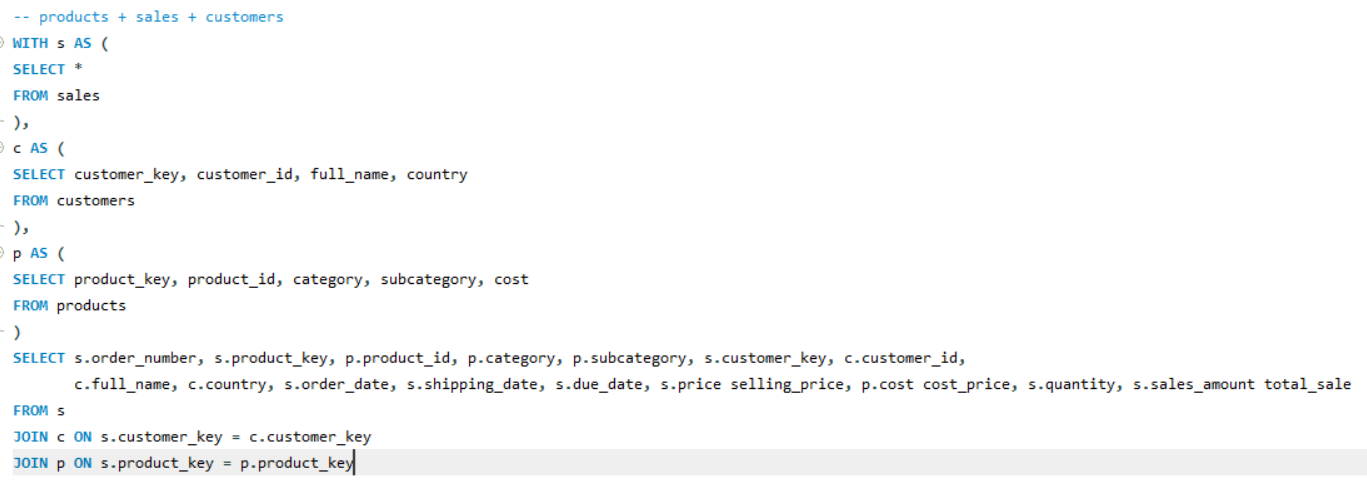 -- products + sales + customers
WITH s AS (
SELECT *
FROM sales
),
c AS (
SELECT customer_key, customer_id, full_name, country
FROM customers
),
p AS (
SELECT product_key, product_id, category, subcategory, cost
FROM products
)
SELECT s.order_number, s.product_key, p.product_id, p.category, p.subcategory, s.customer_key, c.customer_id,
c.full_name, c.country, s.order_date, s.shipping_date, s.due_date, s.price selling_price, p.cost cost_price, s.quantity, s.sales_amount total_sale
FROM s
JOIN c ON s.customer_key = c.customer_key
JOIN p ON s.product_key = p.product_key